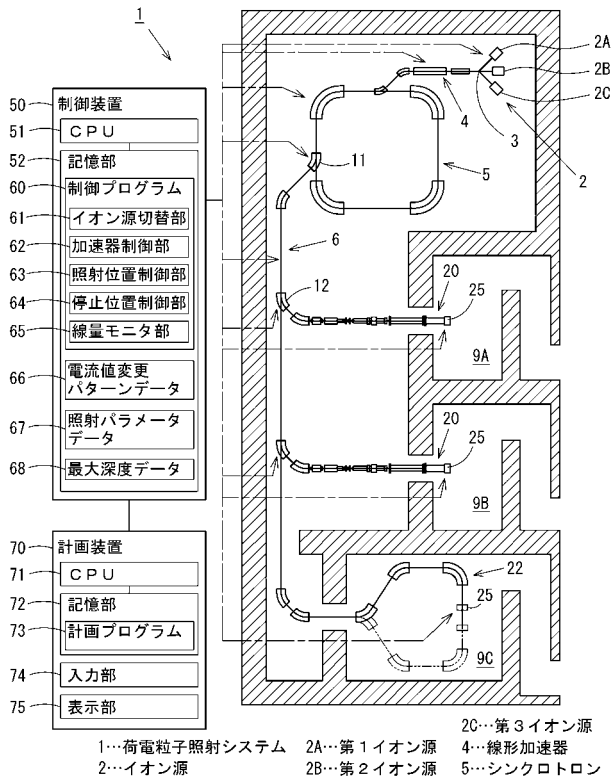 1
50
制御装置
51
CPU
52
記憶部
60
制御プログラム
61
イオン源切替部
62
加速器制御部
63
照射位置制御部
64
停止位置制御部
65
線量モニタ部
66
電流値変更
パターンデータ
67
照射パラメータ
データ
68
最大深度データ
70
計画装置
71
CPU
72
記憶部
73
計画プログラム
74
入力部
75
表示部
2A
2B
2C
3
4
2
11
5
6
12
20
25
9A
20
25
9B
22
25
9C
2C…第3イオン源
1…荷電粒子照射システム 2A…第1イオン源 4…線形加速器
2…イオン源 2B…第2イオン源 5…シンクロトロン